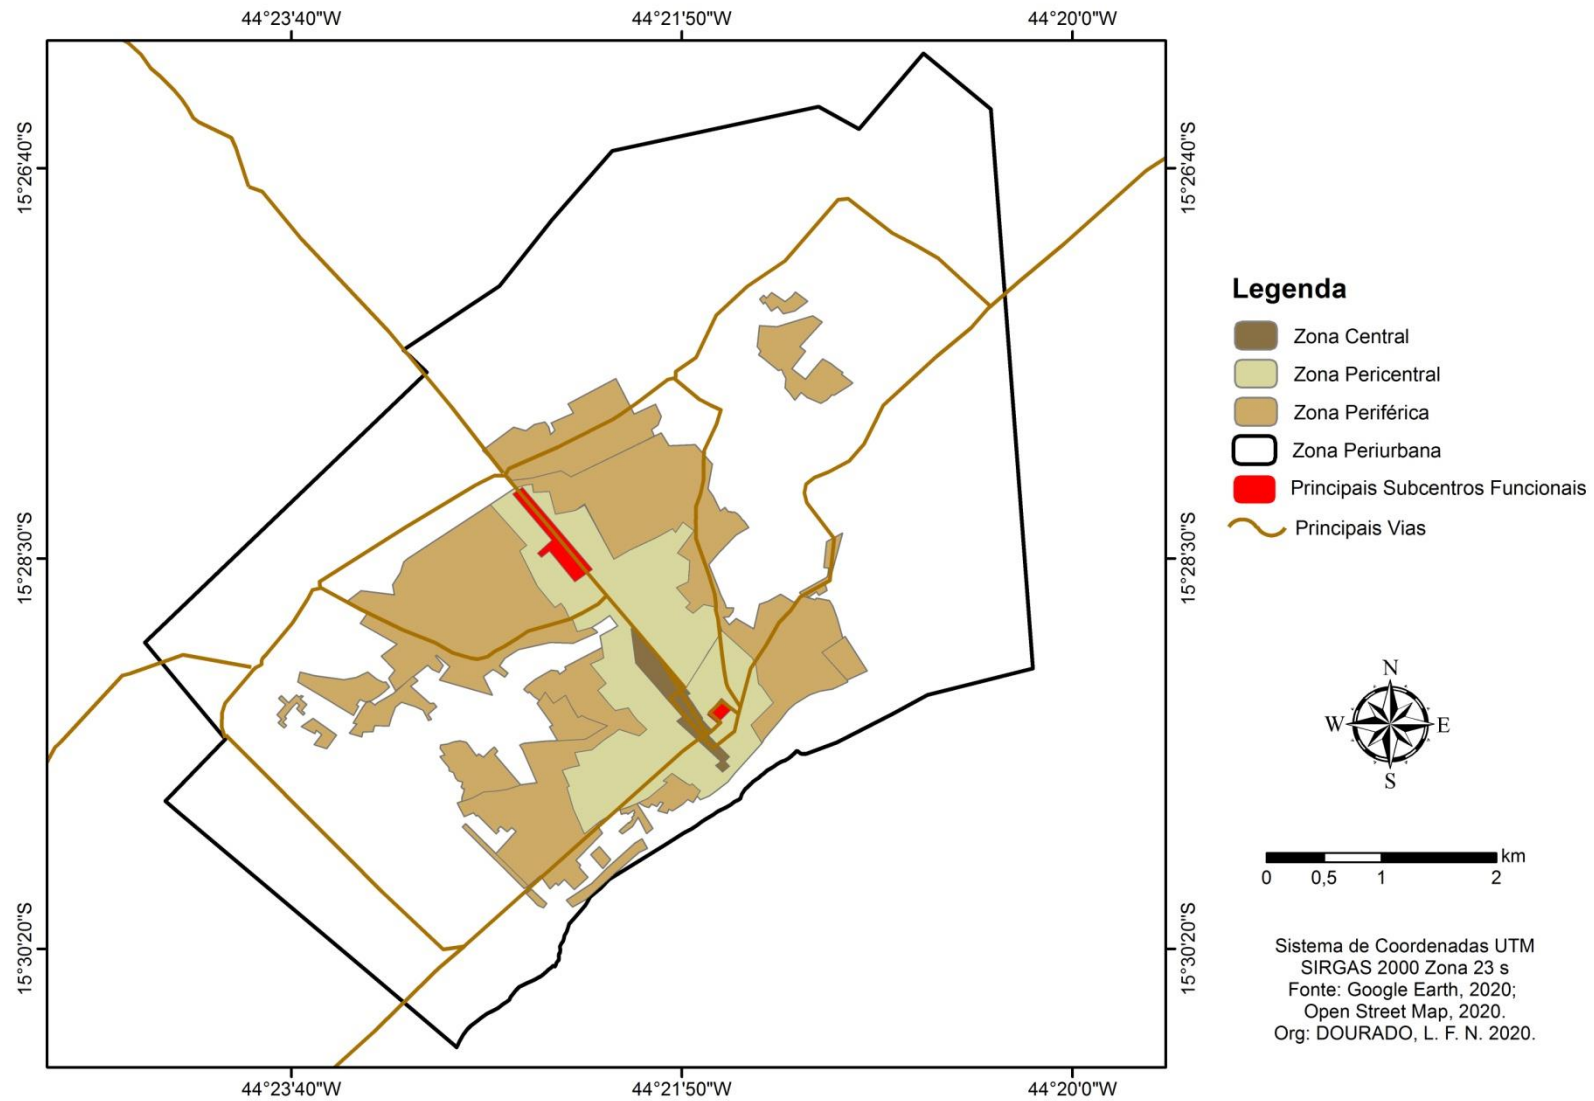 44°23'40"W
44°21'50"W
44°20'0"W
15°26'40"S
15°26'40"S
15°28'30"S
15°28'30"S
15°30'20"S
15°30'20"S
44°23'40"W
44°21'50"W
44°20'0"W
Legenda
Zona Central
Zona Pericentral
Zona Periférica
Zona Periurbana
Principais Subcentros Funcionais
Principais Vias
N
W
E
S
km
0
0,5
1
2
Sistema de Coordenadas UTM
SIRGAS 2000 Zona 23 s
Fonte: Google Earth, 2020;
Open Street Map, 2020.
Org: DOURADO, L. F. N. 2020.